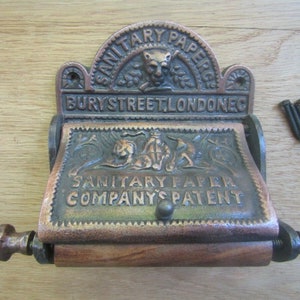 SANITARY PAPER Co
BURY STREET, LONDON E.C
SANITARY PAPER
COMPANY'S PATENT